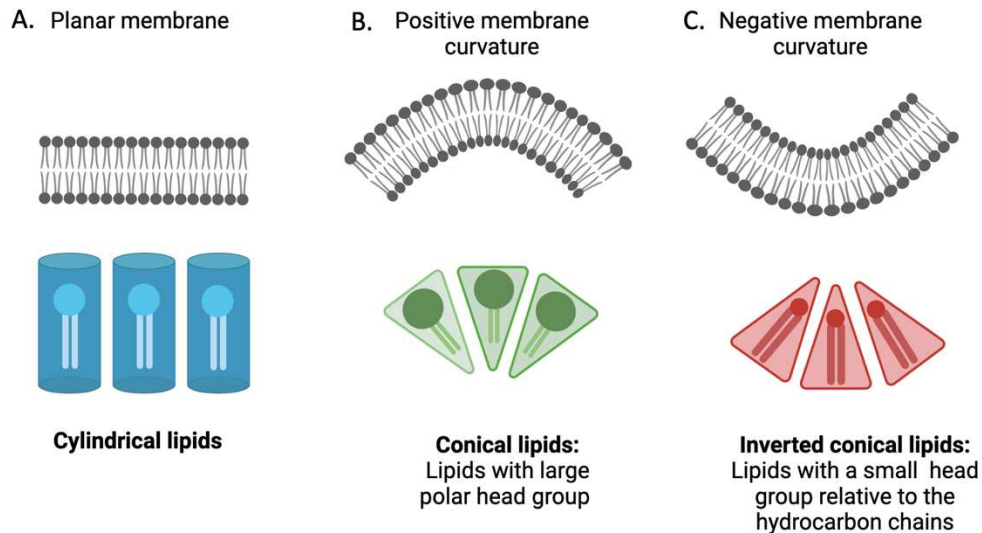 A. Planar membrane
B. Positive membrane
curvature
C. Negative membrane
curvature
Cylindrical lipids
Conical lipids:
Lipids with large
polar head group
Inverted conical lipids:
Lipids with a small head
group relative to the
hydrocarbon chains